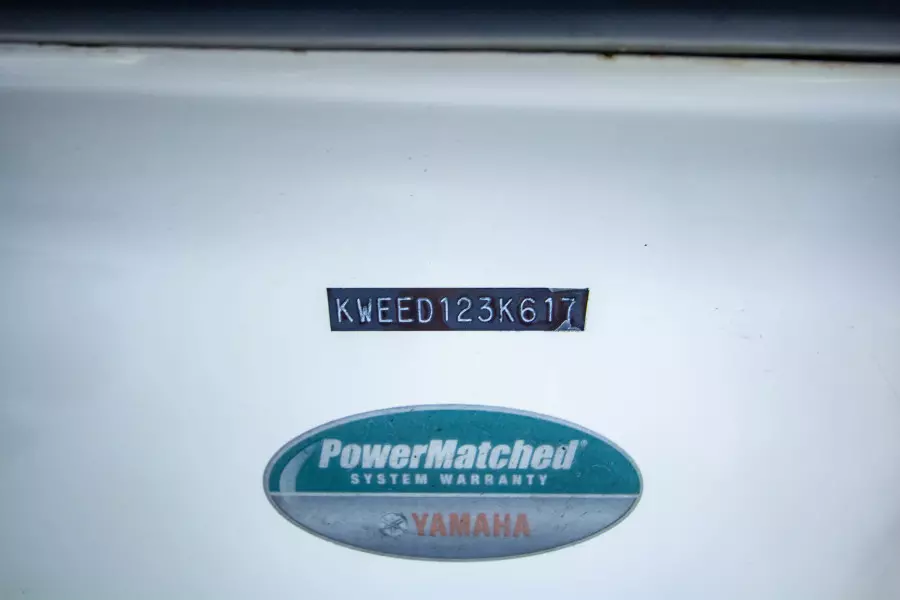 KWEED123K617
PowerMatched®
SYSTEM WARRANTY
YAMAHA